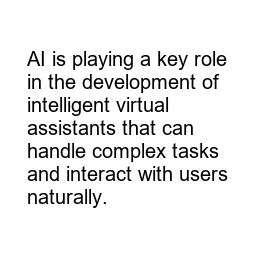 AI is playing a key role
in the development of
intelligent virtual
assistants that can
handle complex tasks
and interact with users
naturally.